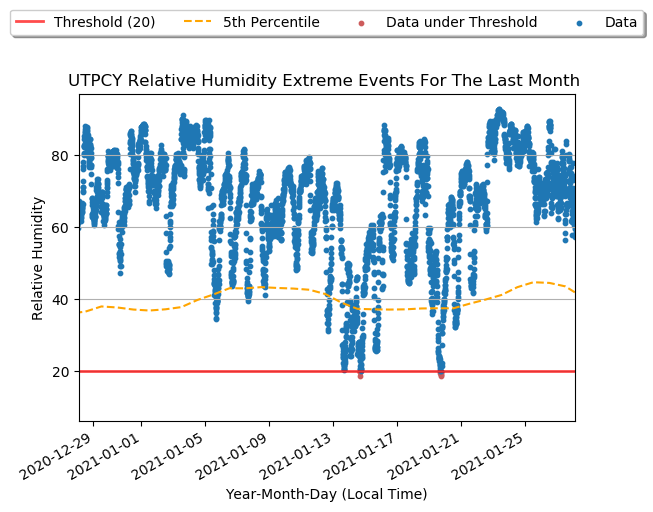 Threshold (20) 5th Percentile Data under Threshold Data
UTPCY Relative Humidity Extreme Events For The Last Month
Relative Humidity
80
60
40
20
2020-12-29 2021-01-01 2021-01-05 2021-01-09 2021-01-13 2021-01-17 2021-01-21 2021-01-25
Year-Month-Day (Local Time)